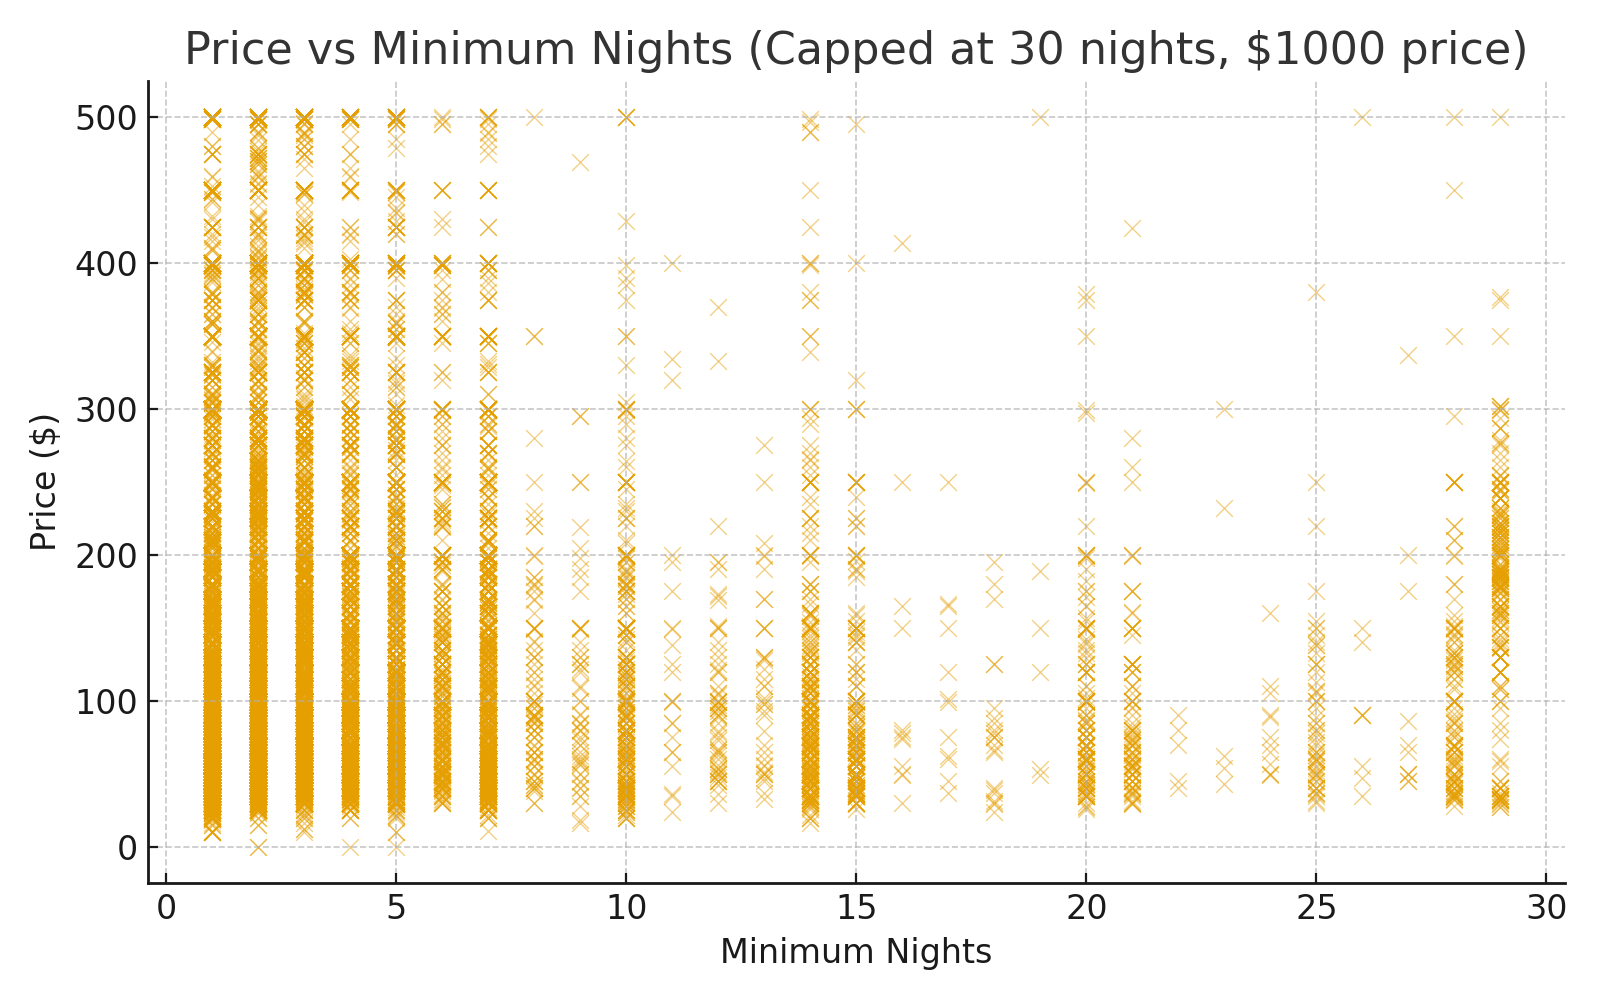 Price vs Minimum Nights (Capped at 30 nights, $1000 price)
500
400
300
200
100
0
Price ($)
0 5 10 15 20 25 30
Minimum Nights